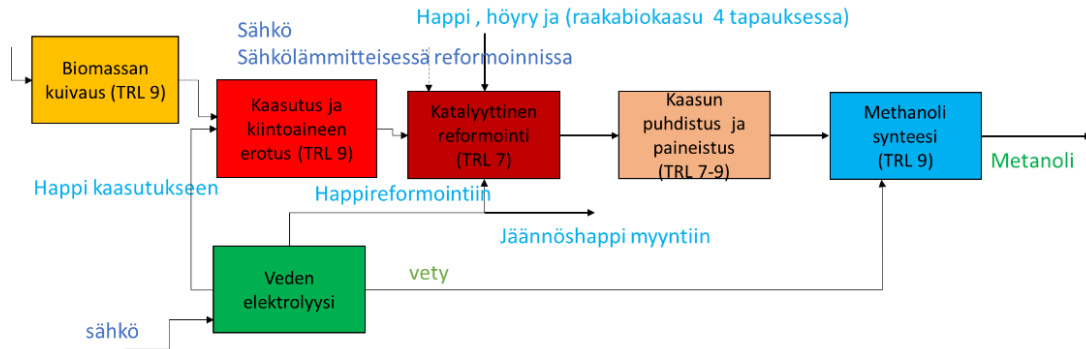 Happi , höyry ja (raakabiokaasu 4 tapauksessa)
Sähkö
Sähkölämmitteisessä reformoinnissa
Biomassan
kuivaus (TRL 9)
Kaasutus ja
kiintoaineen
erotus (TRL 9)
Katalyyttinen
reformointi
(TRL 7)
Kaasun
puhdistus ja
paineistus
(TRL 7-9)
Methanoli
synteesi
(TRL 9)
Metanoli
Happi kaasutukseen
Happireformointiin
Jäännöshappi myyntiin
Veden
elektrolyysi
vety
sähkö